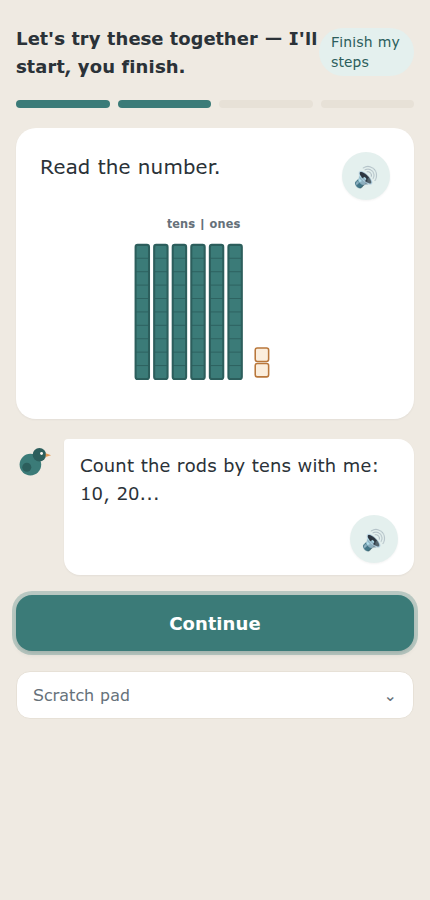 Let's try these together — I'll
start, you finish.
Finish my
steps
Read the number.
tens | ones
Count the rods by tens with me:
10, 20...
Continue
Scratch pad